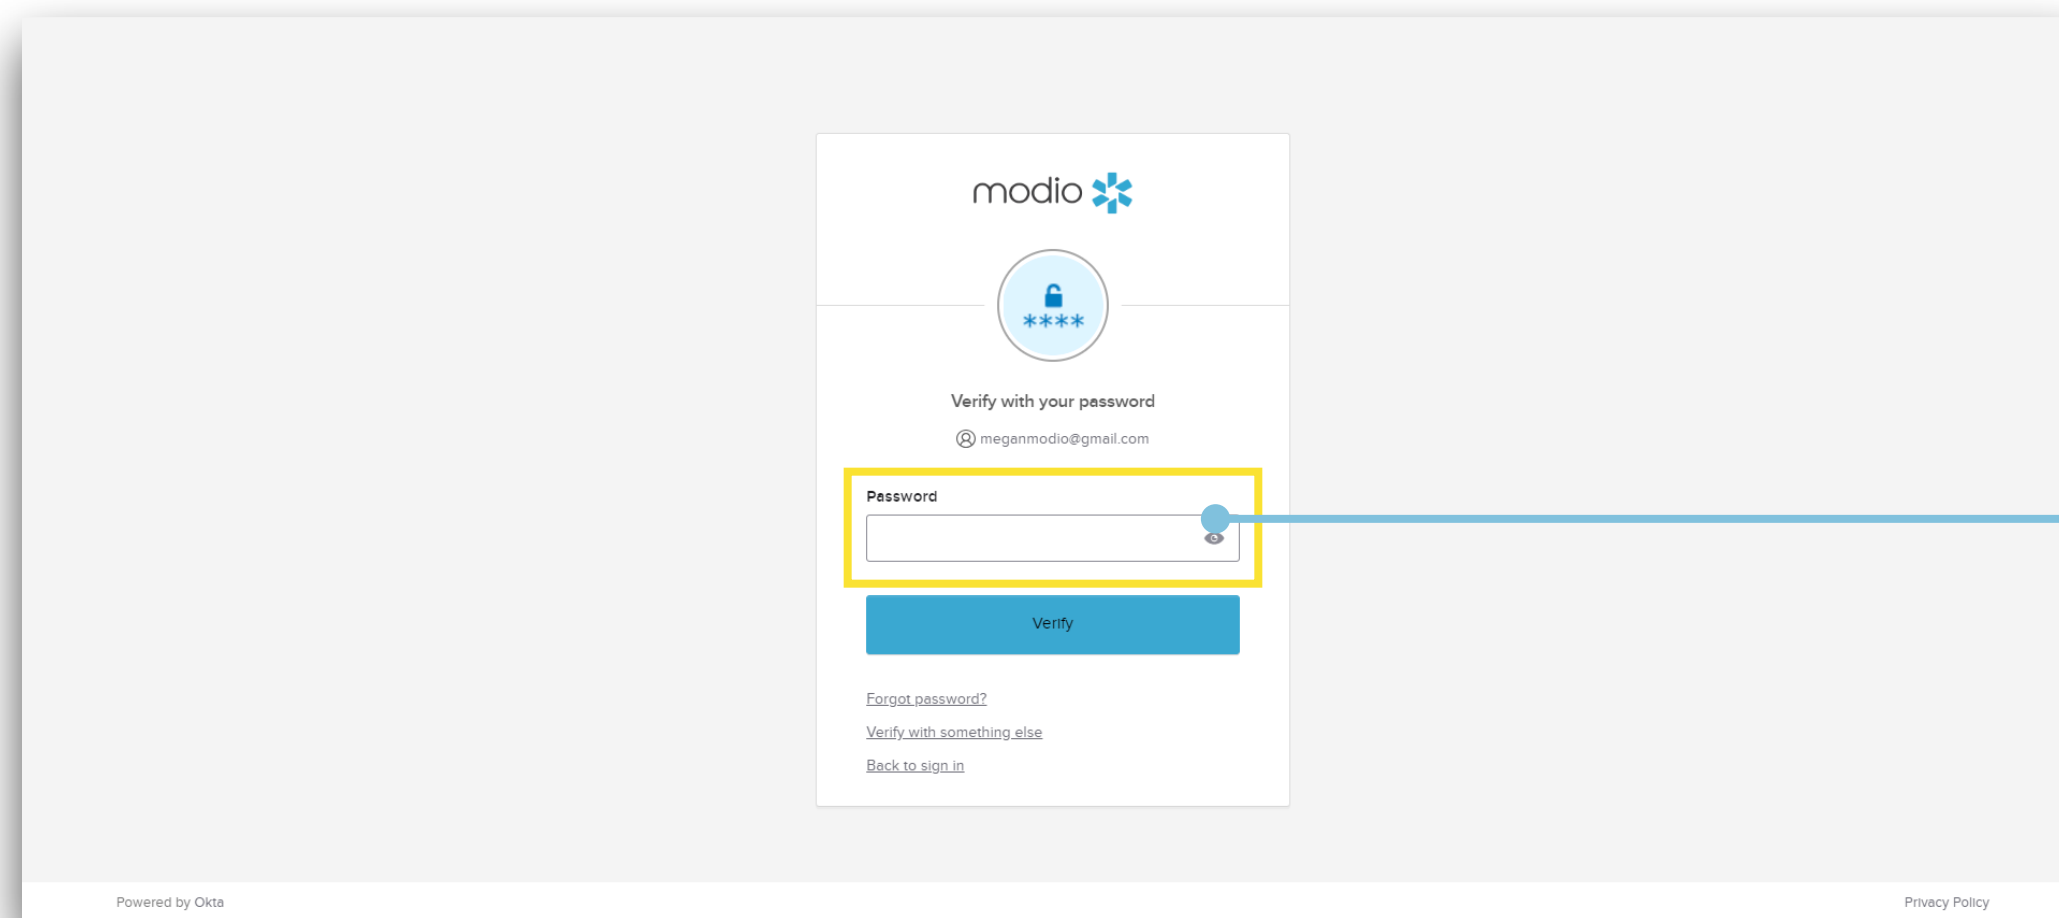 modio
****
Verify with your password
meganmodio@gmail.com
Password
Verify
Forgot password?
Verify with something else
Back to sign in
Powered by Okta
Privacy Policy